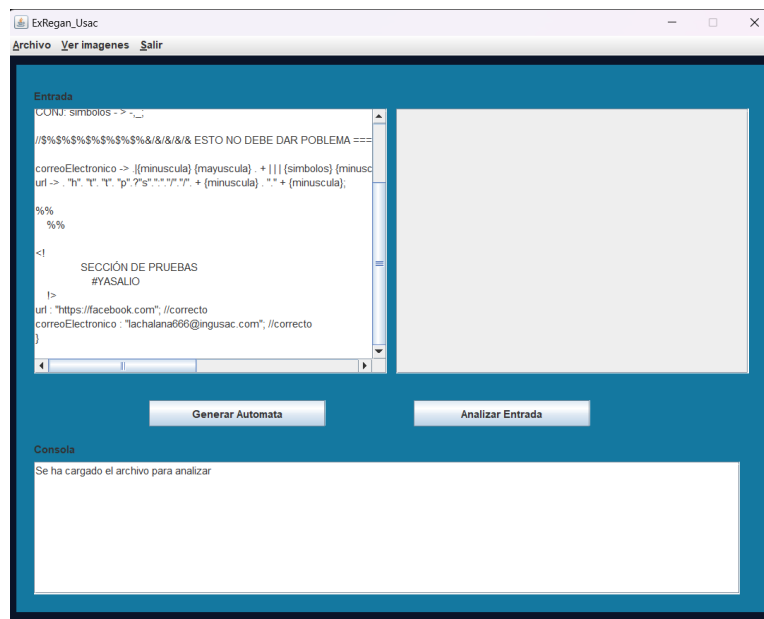 ExRegan_Usac
Archivo Ver imagenes Salir
Entrada
CONJ: simbolos - > -,_;
//$%$%$%$%$%$%$%&/&/&/&/& ESTO NO DEBE DAR POBLEMA ===
correoElectronico -> .|{minuscula} {mayuscula} . + | | | {simbolos} {minusc
url -> . "h". "t". "t". "p".?"s".":"."/"."/". + {minuscula} . "." + {minuscula};
%%
%%
<!
SECCIÓN DE PRUEBAS
#YASALIO
!>
url : "https://facebook.com"; //correcto
correoElectronico : "lachalana666@ingusac.com"; //correcto
}
Generar Automata Analizar Entrada
Consola
Se ha cargado el archivo para analizar